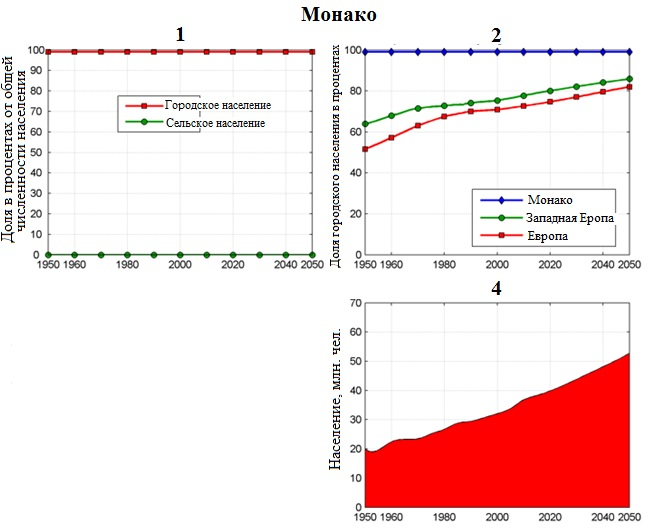 Монако
1
Доля в процентах от общей
численности населения
100
90
80
70
60
50
40
30
20
10
0
Городское население
Сельское население
1950 1960 1980 2000 2020 2040 2050
2
Доля городского населения в процентах
100
80
60
40
20
0
Монако
Западная Еропа
Европа
1950 1960 1980 2000 2020 2040 2050
4
Население, млн. чел.
70
60
50
40
30
20
10
0
1950 1960 1980 2000 2020 2040 2050